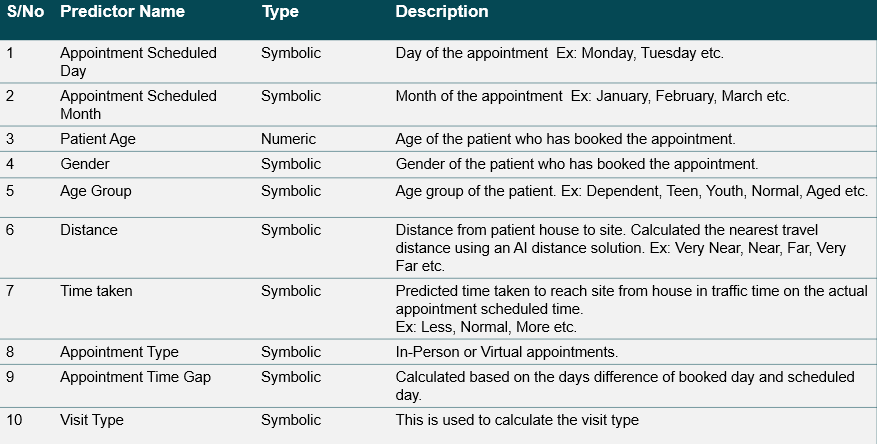 S/No Predictor Name Type Description
1 Appointment Scheduled Symbolic Day of the appointment Ex: Monday, Tuesday etc.
Day
2 Appointment Scheduled Symbolic Month of the appointment Ex: January, February, March etc.
Month
3 Patient Age Numeric Age of the patient who has booked the appointment.
4 Gender Symbolic Gender of the patient who has booked the appointment.
5 Age Group Symbolic Age group of the patient. Ex: Dependent, Teen, Youth, Normal, Aged etc.
6 Distance Symbolic Distance from patient house to site. Calculated the nearest travel
distance using an AI distance solution. Ex: Very Near, Near, Far, Very
Far etc.
7 Time taken Symbolic Predicted time taken to reach site from house in traffic time on the actual
appointment scheduled time.
Ex: Less, Normal, More etc.
8 Appointment Type Symbolic In-Person or Virtual appointments.
9 Appointment Time Gap Symbolic Calculated based on the days difference of booked day and scheduled
day.
10 Visit Type Symbolic This is used to calculate the visit type